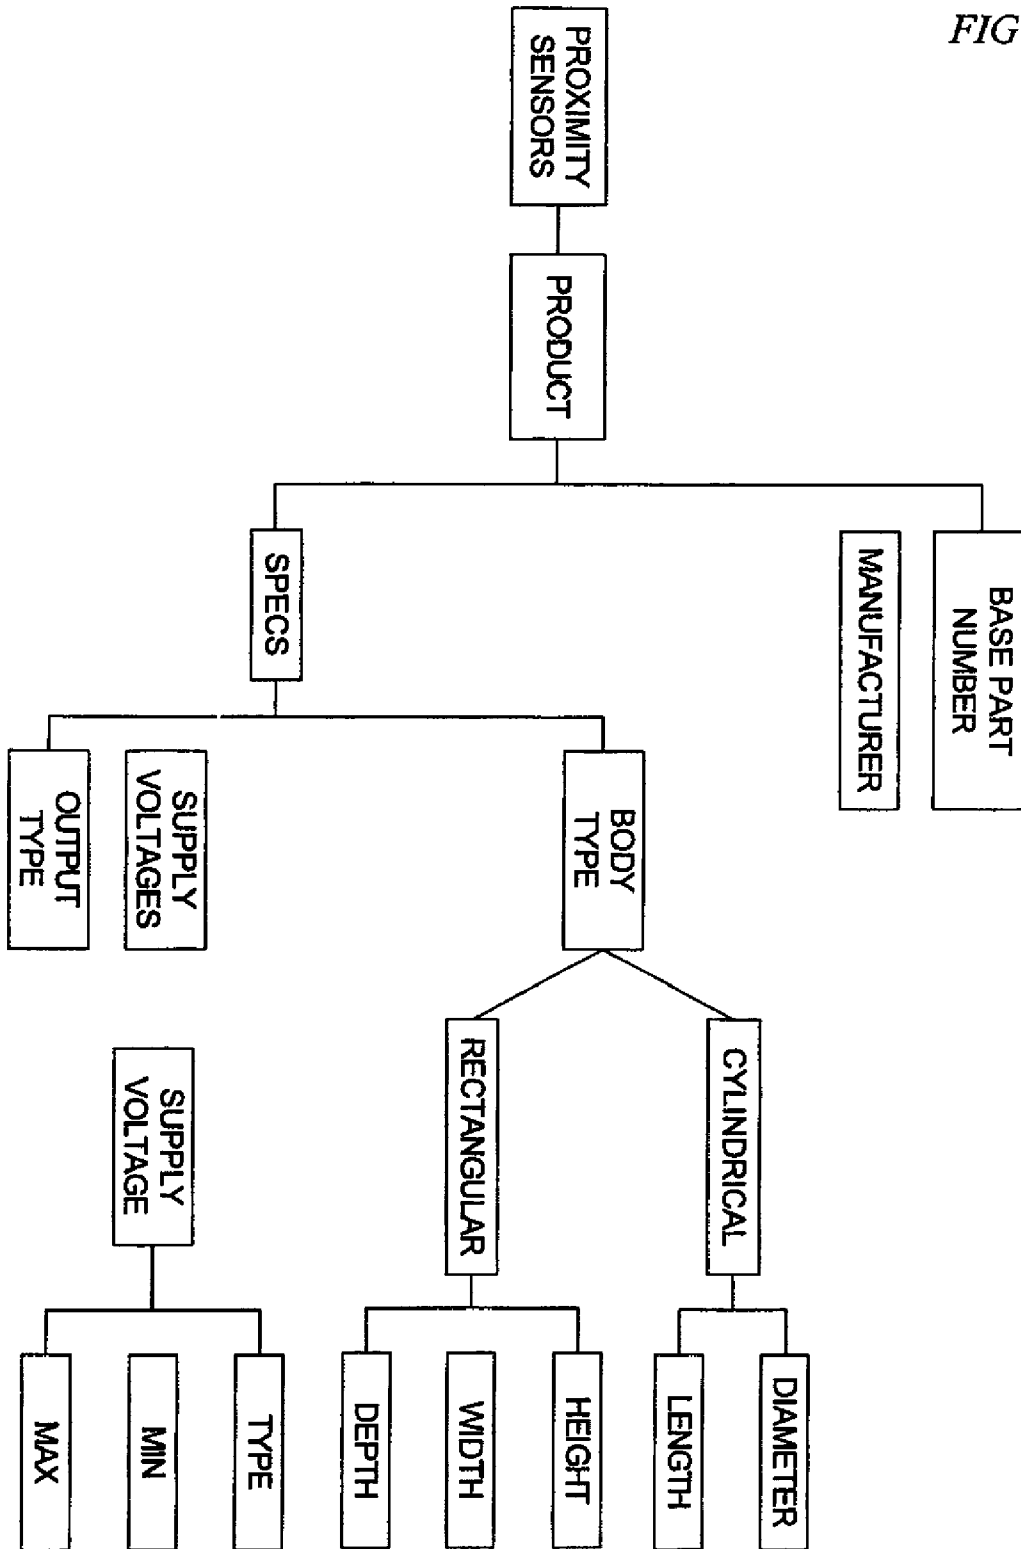 FIG
PROXIMITY
SENSORS
PRODUCT
BASE PART
NUMBER
MANUFACTURER
SPECS
BODY
TYPE
SUPPLY
VOLTAGES
OUTPUT
TYPE
CYLINDRICAL
RECTANGULAR
SUPPLY
VOLTAGE
DIAMETER
LENGTH
HEIGHT
WIDTH
DEPTH
TYPE
MIN
MAX